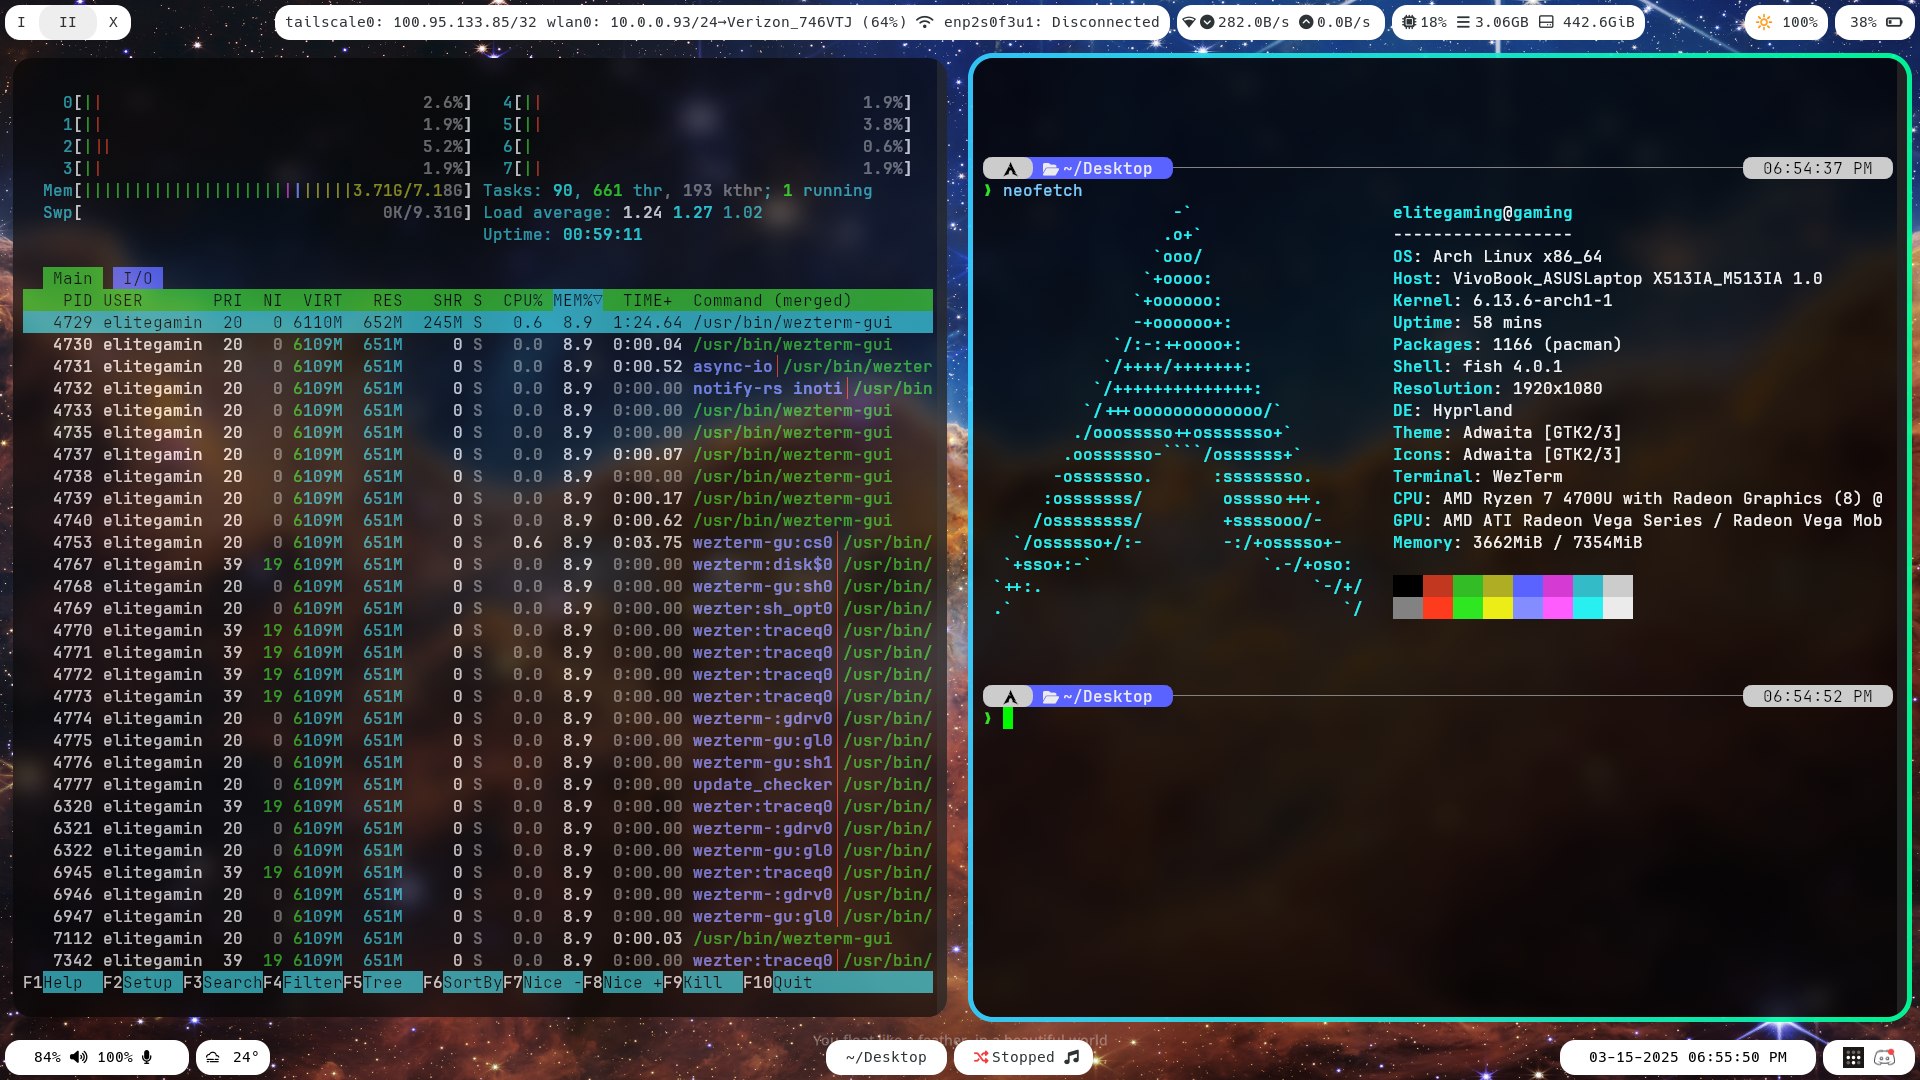 I II X
tailscale0: 100.95.133.85/32 wlan0: 10.0.0.93/24→Verizon_746VTJ (64%) enp2s0f3u1: Disconnected
282.0B/s 0.0B/s
18% 3.06GB 442.6GiB
100%
38%
0[|| 2.6%] 4[|| 1.9%]
1[|| 1.9%] 5[|| 3.8%]
2[||| 5.2%] 6[| 0.6%]
3[|| 1.9%] 7[|| 1.9%]
Mem[|||||||||||||||||||||||||||3.71G/7.18G] Tasks: 90, 661 thr, 193 kthr; 1 running
Swp[ 0K/9.31G] Load average: 1.24 1.27 1.02
Uptime: 00:59:11
Main I/O
PID USER PRI NI VIRT RES SHR S CPU% MEM%▽ TIME+ Command (merged)
4729 elitegamin 20 0 6110M 652M 245M S 0.6 8.9 1:24.64 /usr/bin/wezterm-gui
4730 elitegamin 20 0 6109M 651M 0 S 0.0 8.9 0:00.04 /usr/bin/wezterm-gui
4731 elitegamin 20 0 6109M 651M 0 S 0.0 8.9 0:00.52 async-io│/usr/bin/wezter
4732 elitegamin 20 0 6109M 651M 0 S 0.0 8.9 0:00.00 notify-rs inoti│/usr/bin
4733 elitegamin 20 0 6109M 651M 0 S 0.0 8.9 0:00.00 /usr/bin/wezterm-gui
4735 elitegamin 20 0 6109M 651M 0 S 0.0 8.9 0:00.00 /usr/bin/wezterm-gui
4737 elitegamin 20 0 6109M 651M 0 S 0.0 8.9 0:00.07 /usr/bin/wezterm-gui
4738 elitegamin 20 0 6109M 651M 0 S 0.0 8.9 0:00.00 /usr/bin/wezterm-gui
4739 elitegamin 20 0 6109M 651M 0 S 0.0 8.9 0:00.17 /usr/bin/wezterm-gui
4740 elitegamin 20 0 6109M 651M 0 S 0.0 8.9 0:00.62 /usr/bin/wezterm-gui
4753 elitegamin 20 0 6109M 651M 0 S 0.6 8.9 0:03.75 wezterm-gu:cs0│/usr/bin/
4767 elitegamin 39 19 6109M 651M 0 S 0.0 8.9 0:00.00 wezterm:disk$0│/usr/bin/
4768 elitegamin 20 0 6109M 651M 0 S 0.0 8.9 0:00.00 wezterm-gu:sh0│/usr/bin/
4769 elitegamin 20 0 6109M 651M 0 S 0.0 8.9 0:00.00 wezter:sh_opt0│/usr/bin/
4770 elitegamin 39 19 6109M 651M 0 S 0.0 8.9 0:00.00 wezter:traceq0│/usr/bin/
4771 elitegamin 39 19 6109M 651M 0 S 0.0 8.9 0:00.00 wezter:traceq0│/usr/bin/
4772 elitegamin 39 19 6109M 651M 0 S 0.0 8.9 0:00.00 wezter:traceq0│/usr/bin/
4773 elitegamin 39 19 6109M 651M 0 S 0.0 8.9 0:00.00 wezter:traceq0│/usr/bin/
4774 elitegamin 20 0 6109M 651M 0 S 0.0 8.9 0:00.00 wezterm-:gdrv0│/usr/bin/
4775 elitegamin 20 0 6109M 651M 0 S 0.0 8.9 0:00.00 wezterm-gu:gl0│/usr/bin/
4776 elitegamin 20 0 6109M 651M 0 S 0.0 8.9 0:00.00 wezterm-gu:sh1│/usr/bin/
4777 elitegamin 20 0 6109M 651M 0 S 0.0 8.9 0:00.00 update_checker│/usr/bin/
6320 elitegamin 39 19 6109M 651M 0 S 0.0 8.9 0:00.00 wezter:traceq0│/usr/bin/
6321 elitegamin 20 0 6109M 651M 0 S 0.0 8.9 0:00.00 wezterm-:gdrv0│/usr/bin/
6322 elitegamin 20 0 6109M 651M 0 S 0.0 8.9 0:00.00 wezterm-gu:gl0│/usr/bin/
6945 elitegamin 39 19 6109M 651M 0 S 0.0 8.9 0:00.00 wezter:traceq0│/usr/bin/
6946 elitegamin 20 0 6109M 651M 0 S 0.0 8.9 0:00.00 wezterm-:gdrv0│/usr/bin/
6947 elitegamin 20 0 6109M 651M 0 S 0.0 8.9 0:00.00 wezterm-gu:gl0│/usr/bin/
7112 elitegamin 20 0 6109M 651M 0 S 0.0 8.9 0:00.03 /usr/bin/wezterm-gui
7342 elitegamin 39 19 6109M 651M 0 S 0.0 8.9 0:00.00 wezter:traceq0│/usr/bin/
F1Help F2Setup F3SearchF4FilterF5Tree F6SortByF7Nice -F8Nice +F9Kill F10Quit
~/Desktop 06:54:37 PM
❯ neofetch
-` elitegaming@gaming
.o+` ------------------
`ooo/ OS: Arch Linux x86_64
`+oooo: Host: VivoBook_ASUSLaptop X513IA_M513IA 1.0
`+oooooo: Kernel: 6.13.6-arch1-1
-+oooooo+: Uptime: 58 mins
`/:-:++oooo+: Packages: 1166 (pacman)
`/++++/+++++++: Shell: fish 4.0.1
`/++++++++++++++: Resolution: 1920x1080
`/+++ooooooooooooo/` DE: Hyprland
./ooosssso++osssssso+` Theme: Adwaita [GTK2/3]
.oossssso-````/ossssss+` Icons: Adwaita [GTK2/3]
-osssssso. :ssssssso. Terminal: WezTerm
:osssssss/ osssso+++. CPU: AMD Ryzen 7 4700U with Radeon Graphics (8) @
/ossssssss/ +ssssooo/- GPU: AMD ATI Radeon Vega Series / Radeon Vega Mob
`/ossssso+/:- -:/+osssso+- Memory: 3662MiB / 7354MiB
`+sso+:-` `.-/+oso:
`++:. `-/+/
.` `/
~/Desktop 06:54:52 PM
❯
You float like a feather, in a beautiful world
84% 100%
24°
~/Desktop
Stopped
03-15-2025 06:55:50 PM